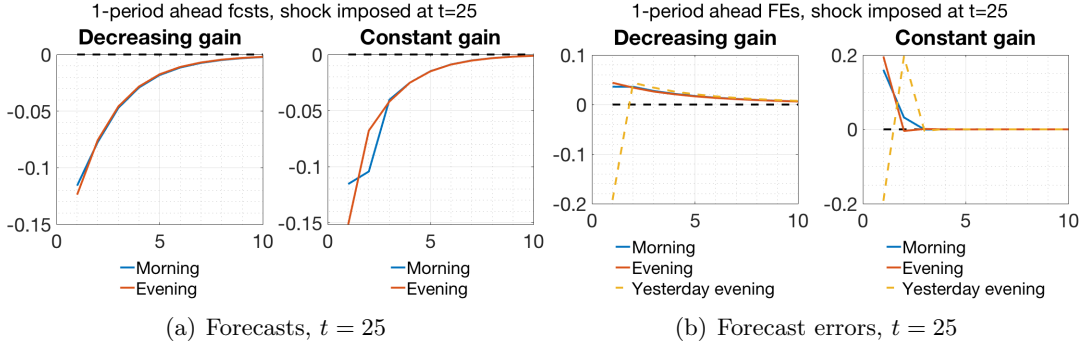 1-period ahead fcsts, shock imposed at t=25
Decreasing gain
0
-0.05
-0.1
-0.15
0
5
10
Morning
Evening
Constant gain
0
-0.05
-0.1
-0.15
0
5
10
Morning
Evening
(a) Forecasts, t = 25
1-period ahead FEs, shock imposed at t=25
Decreasing gain
0.1
0
-0.1
-0.2
0
5
10
Morning
Evening
Yesterday evening
Constant gain
0.2
0
-0.2
0
5
10
Morning
Evening
Yesterday evening
(b) Forecast errors, t = 25